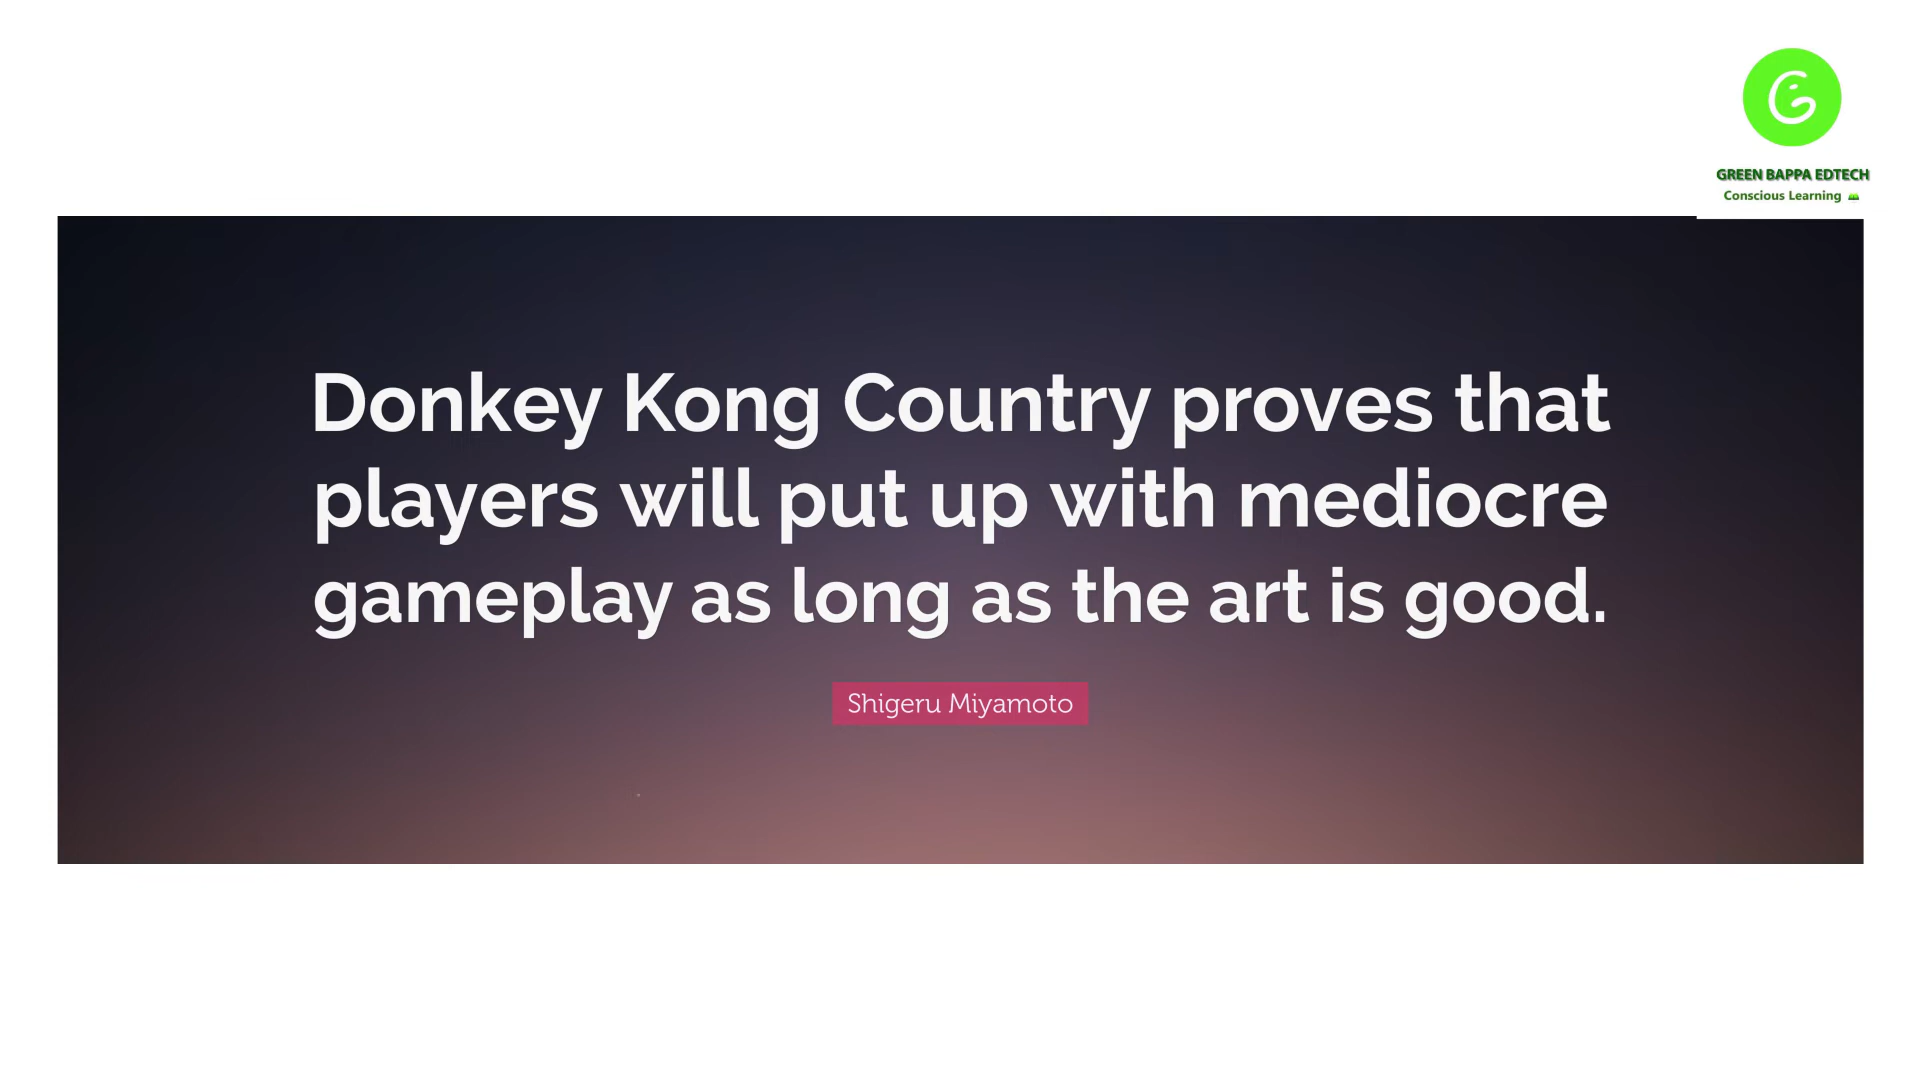 GREEN BAPPA EDTECH
Conscious Learning
Donkey Kong Country proves that
players will put up with mediocre
gameplay as long as the art is good.
Shigeru Miyamoto